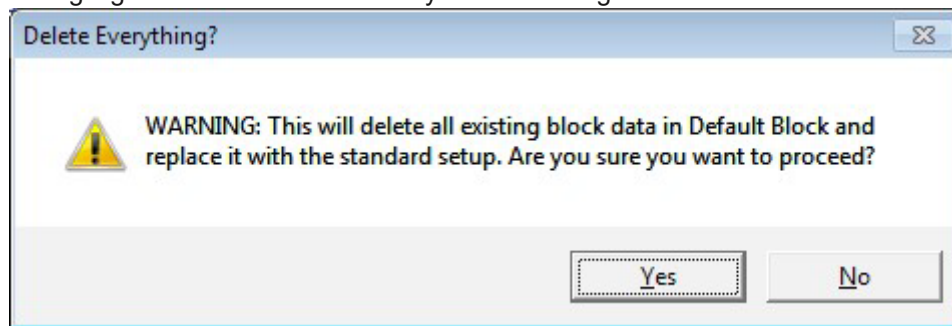 Delete Everything?
WARNING: This will delete all existing block data in Default Block and
replace it with the standard setup. Are you sure you want to proceed?
Yes
No